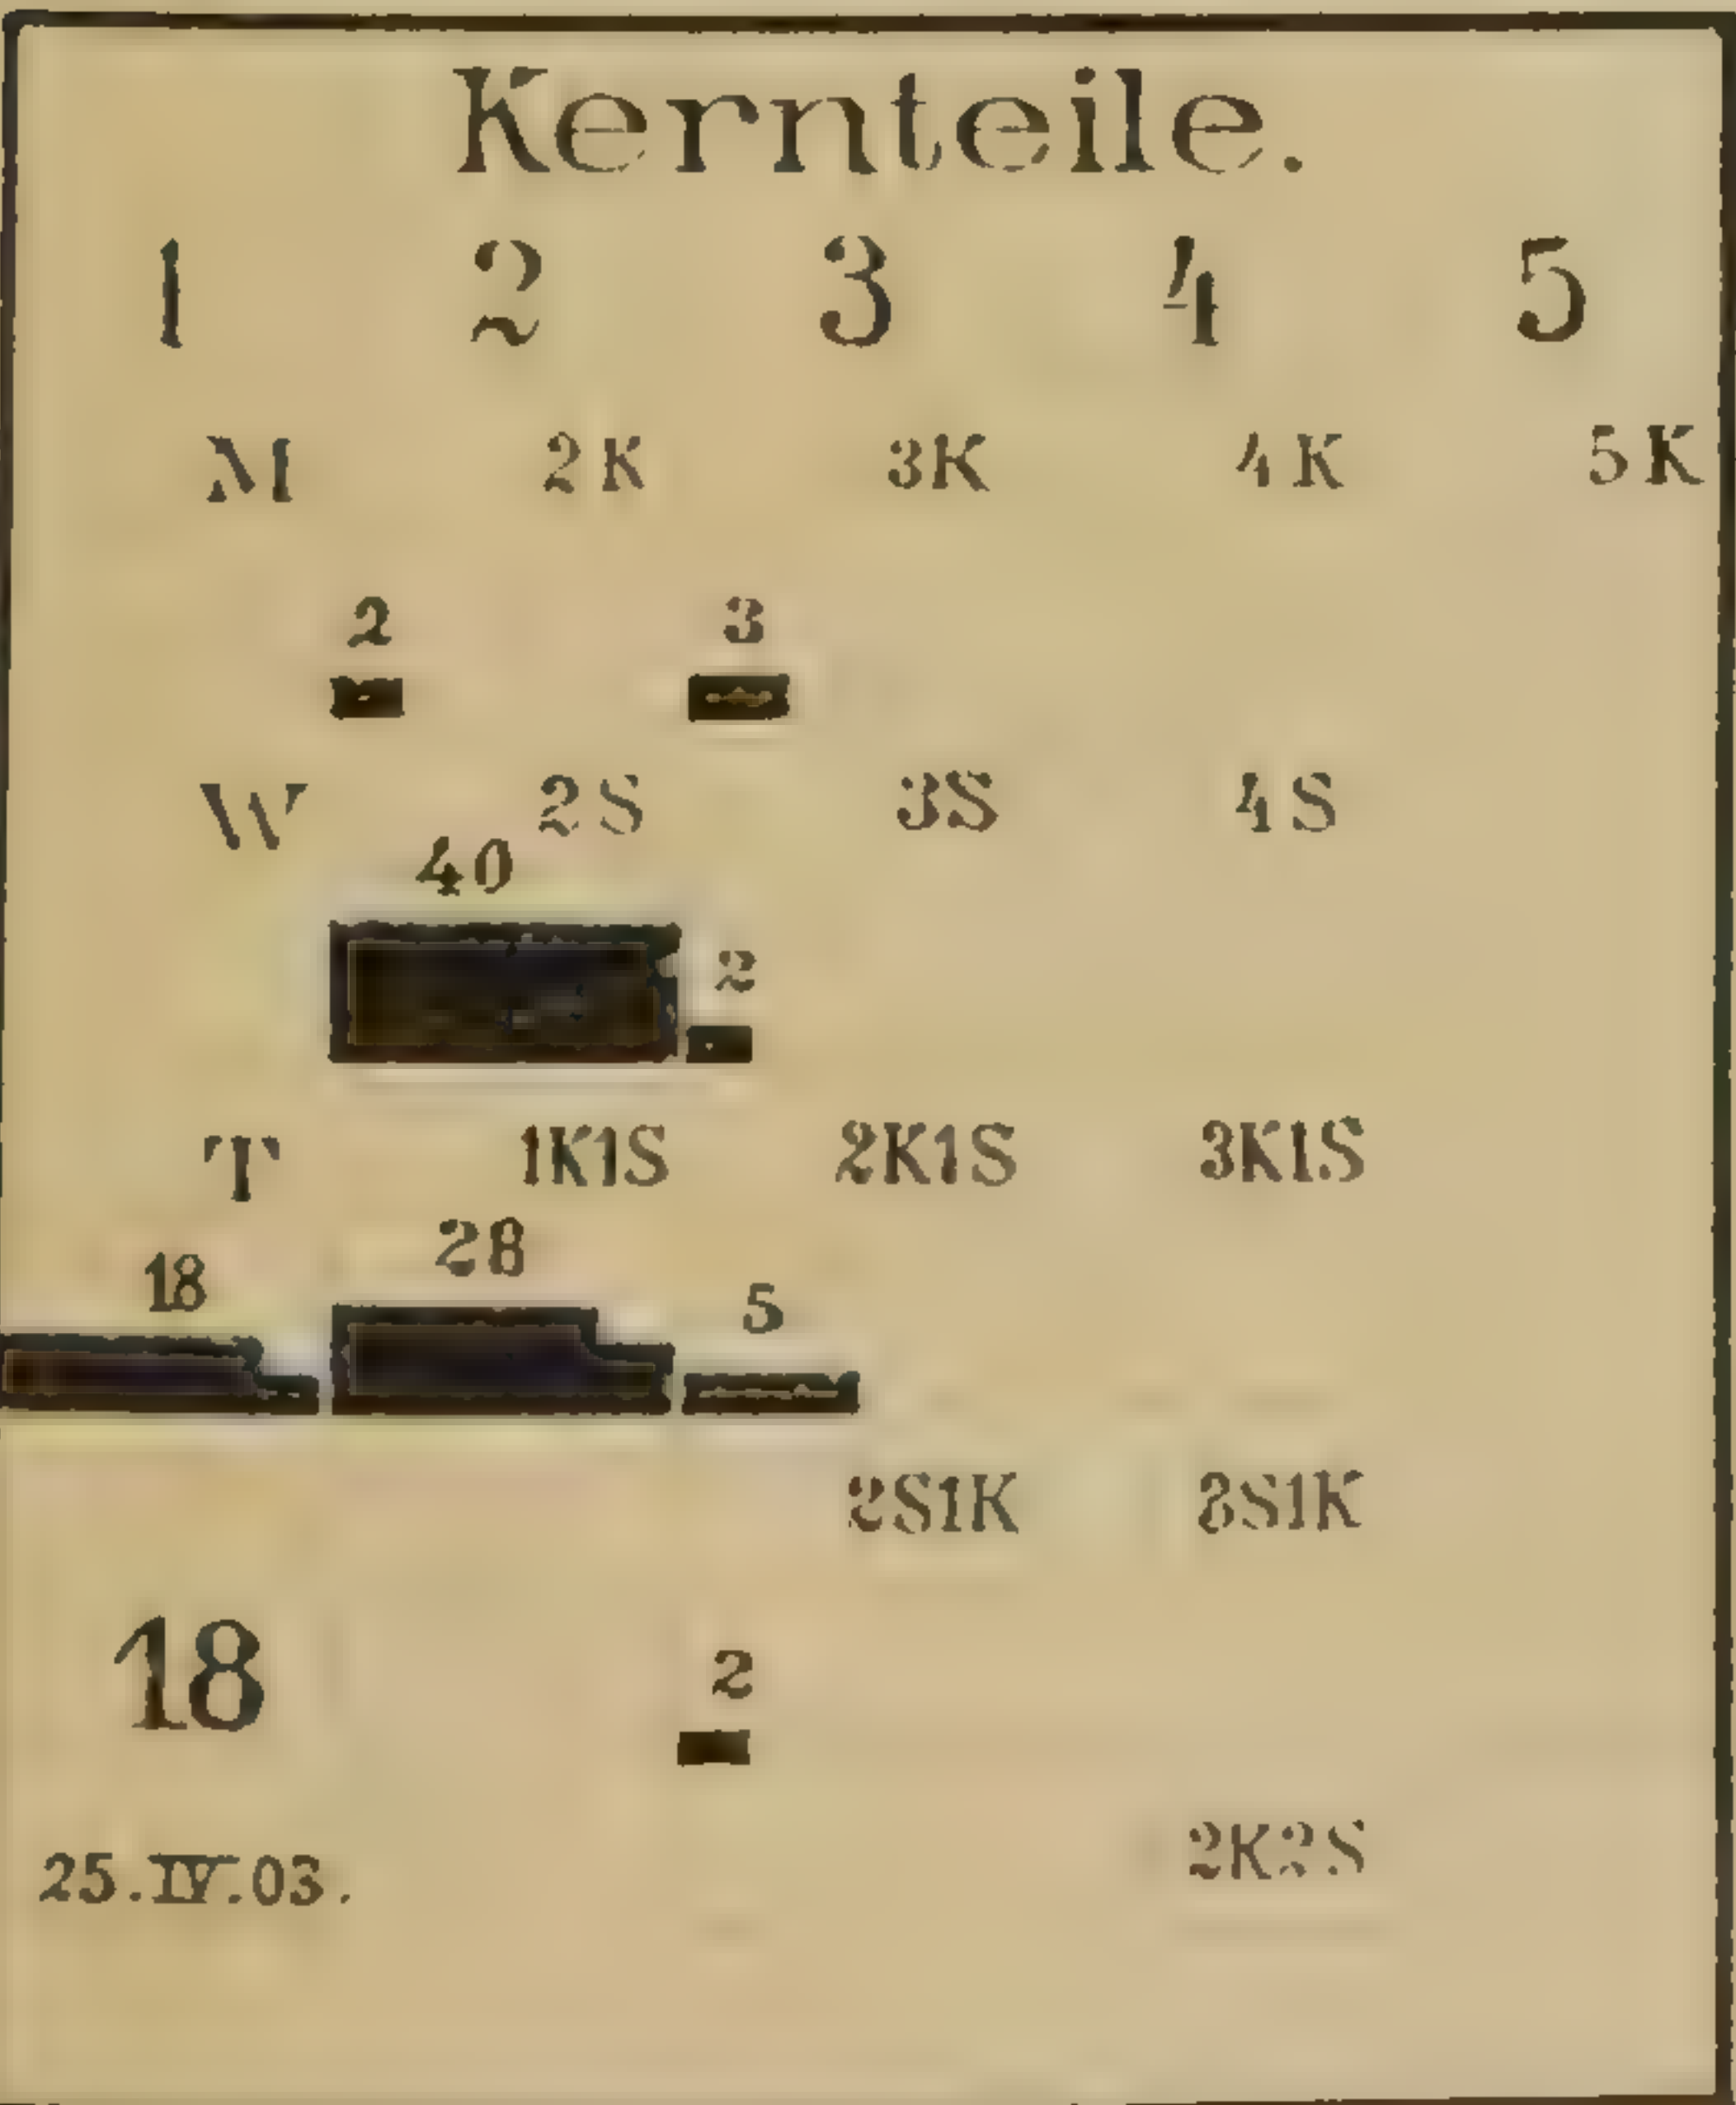 Kernteile.
1 2 3 4 5
M 2K 3K 4K 5K
2 3
W 2S 3S 4S
40
2
T 1K1S 2K1S 3K1S
28
18 5
2S1K 3S1K
18 2
2K2S
25.IV.03.